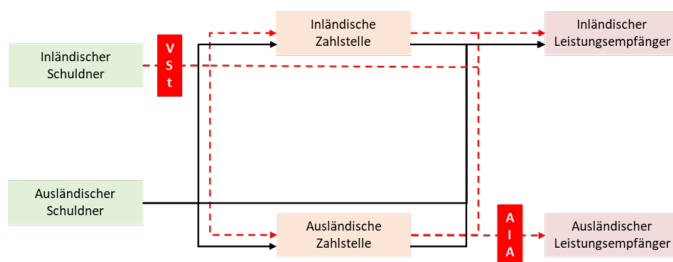 Inländischer
Schuldner
V
S
t
Inländische
Zahlstelle
Inländischer
Leistungsempfänger
Ausländischer
Schuldner
Ausländische
Zahlstelle
A
I
A
Ausländischer
Leistungsempfänger